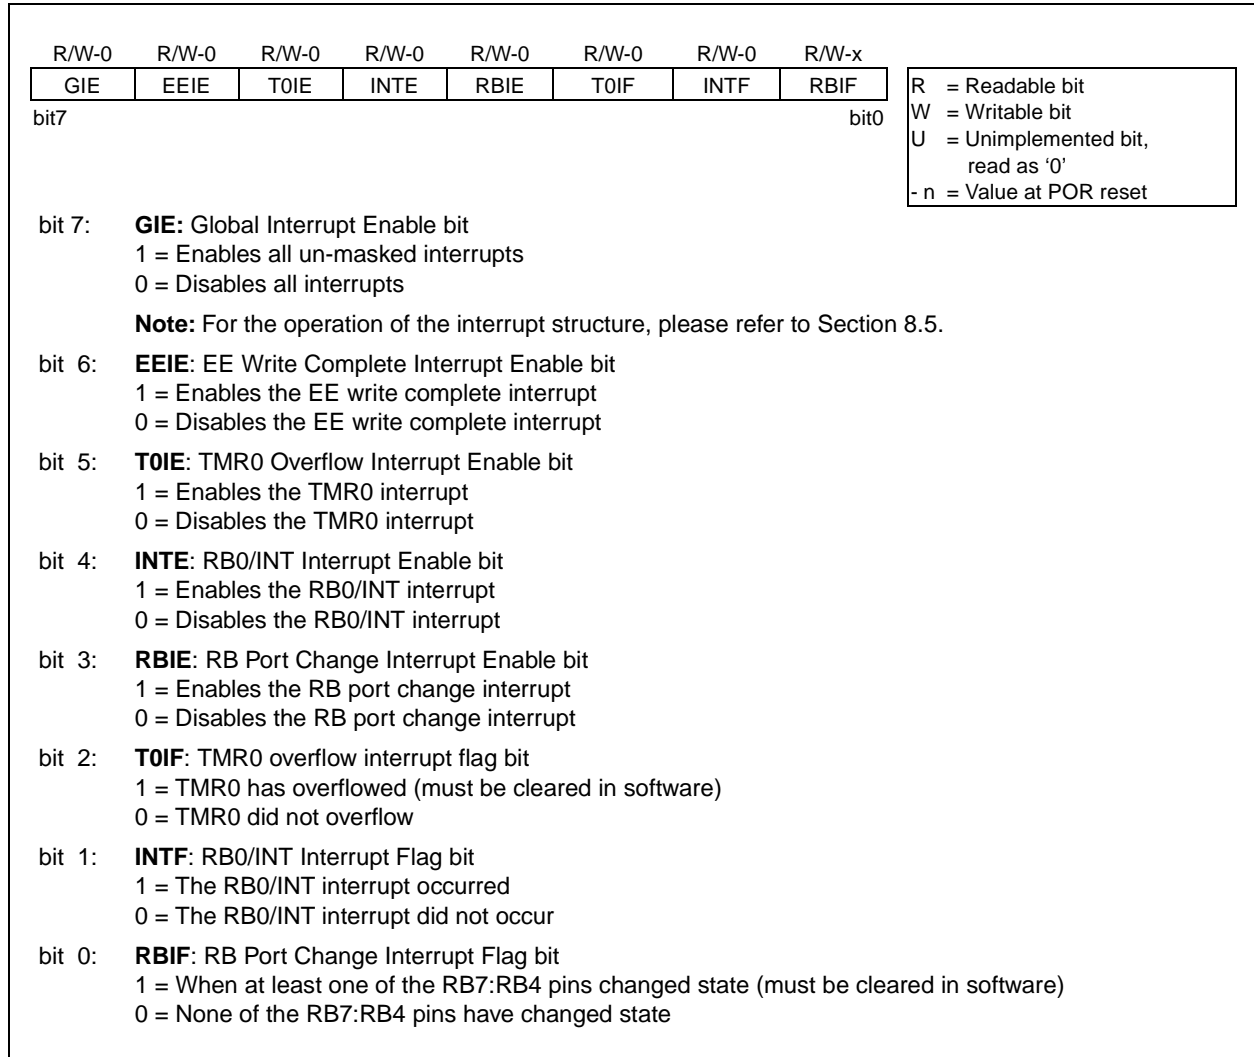 R/W-0 R/W-0 R/W-0 R/W-0 R/W-0 R/W-0 R/W-0 R/W-x
GIE EEIE T0IE INTE RBIE T0IF INTF RBIF
bit7 bit0
R = Readable bit
W = Writable bit
U = Unimplemented bit,
read as ‘0’
- n = Value at POR reset
bit 7: GIE: Global Interrupt Enable bit
1 = Enables all un-masked interrupts
0 = Disables all interrupts
Note: For the operation of the interrupt structure, please refer to Section 8.5.
bit 6: EEIE: EE Write Complete Interrupt Enable bit
1 = Enables the EE write complete interrupt
0 = Disables the EE write complete interrupt
bit 5: T0IE: TMR0 Overflow Interrupt Enable bit
1 = Enables the TMR0 interrupt
0 = Disables the TMR0 interrupt
bit 4: INTE: RB0/INT Interrupt Enable bit
1 = Enables the RB0/INT interrupt
0 = Disables the RB0/INT interrupt
bit 3: RBIE: RB Port Change Interrupt Enable bit
1 = Enables the RB port change interrupt
0 = Disables the RB port change interrupt
bit 2: T0IF: TMR0 overflow interrupt flag bit
1 = TMR0 has overflowed (must be cleared in software)
0 = TMR0 did not overflow
bit 1: INTF: RB0/INT Interrupt Flag bit
1 = The RB0/INT interrupt occurred
0 = The RB0/INT interrupt did not occur
bit 0: RBIF: RB Port Change Interrupt Flag bit
1 = When at least one of the RB7:RB4 pins changed state (must be cleared in software)
0 = None of the RB7:RB4 pins have changed state